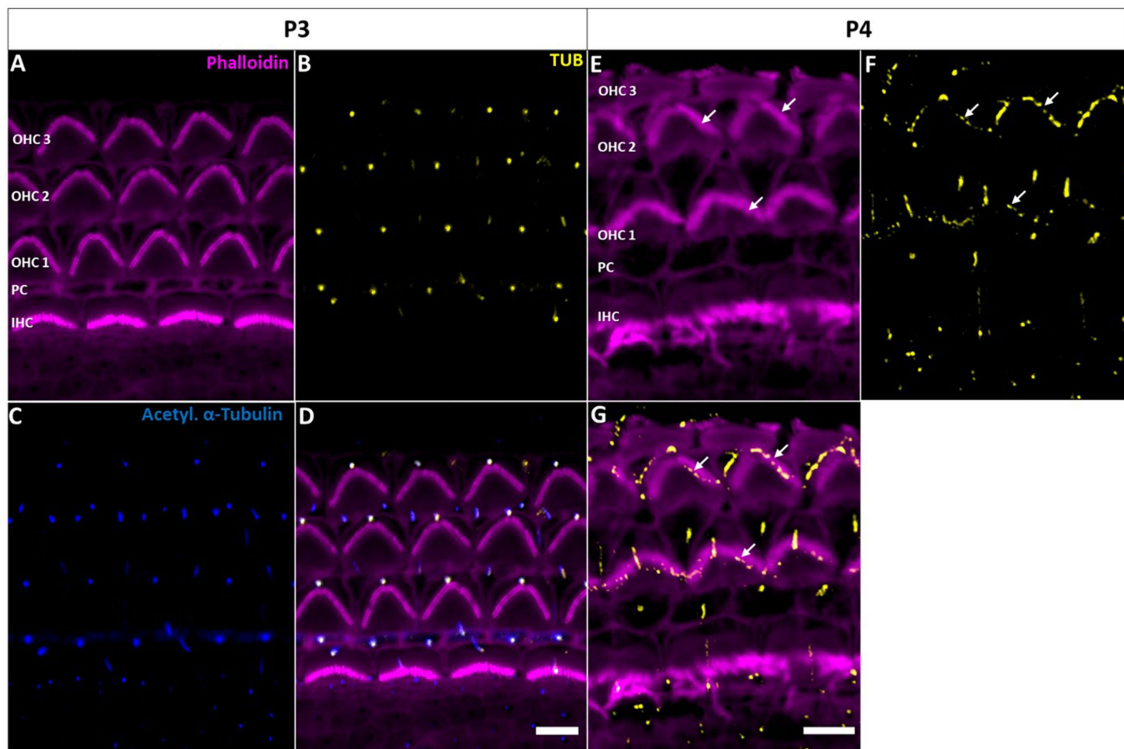 P3
P4
A
Phalloidin
B
TUB
OHC 3
OHC 2
OHC 1
PC
IHC
E
OHC 3
OHC 2
OHC 1
PC
IHC
F
C
Acetyl. α-Tubulin
D
G